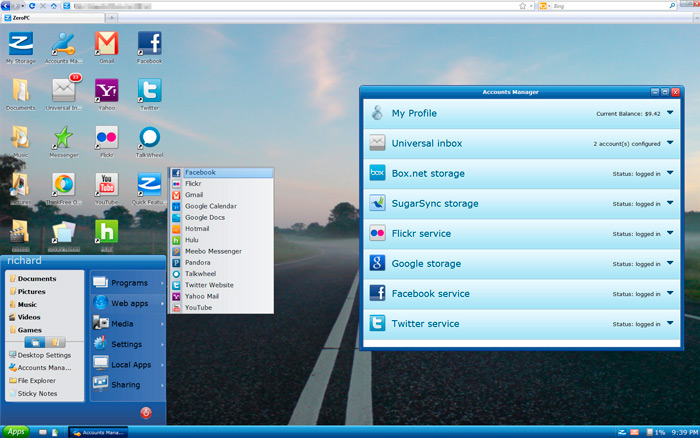 Bing
ZeroPC
My Storage
Accounts Mana...
Gmail
Facebook
Documents
33
Universal In...
Yahoo
Twitter
Music
Messenger
Flickr
TalkWheel
ThinkFree O...
YouTube
Quick Featu...
richard
Documents
Pictures
Music
Videos
Games
Desktop Settings
Accounts Mana...
File Explorer
Sticky Notes
Programs
Web apps
Media
Settings
Local Apps
Sharing
Facebook
Flickr
Gmail
Google Calendar
Google Docs
Hotmail
Hulu
Meebo Messenger
Pandora
Talkwheel
Twitter Website
Yahoo Mail
YouTube
Accounts Manager
My Profile
Current Balance: $9.42
Universal inbox
2 account(s) configured
Box.net storage
Status: logged in
SugarSync storage
Status: logged in
Flickr service
Status: logged in
Google storage
Status: logged in
Facebook service
Status: logged in
Twitter service
Status: logged in
Apps
Accounts Mana...
1%
9:39 PM